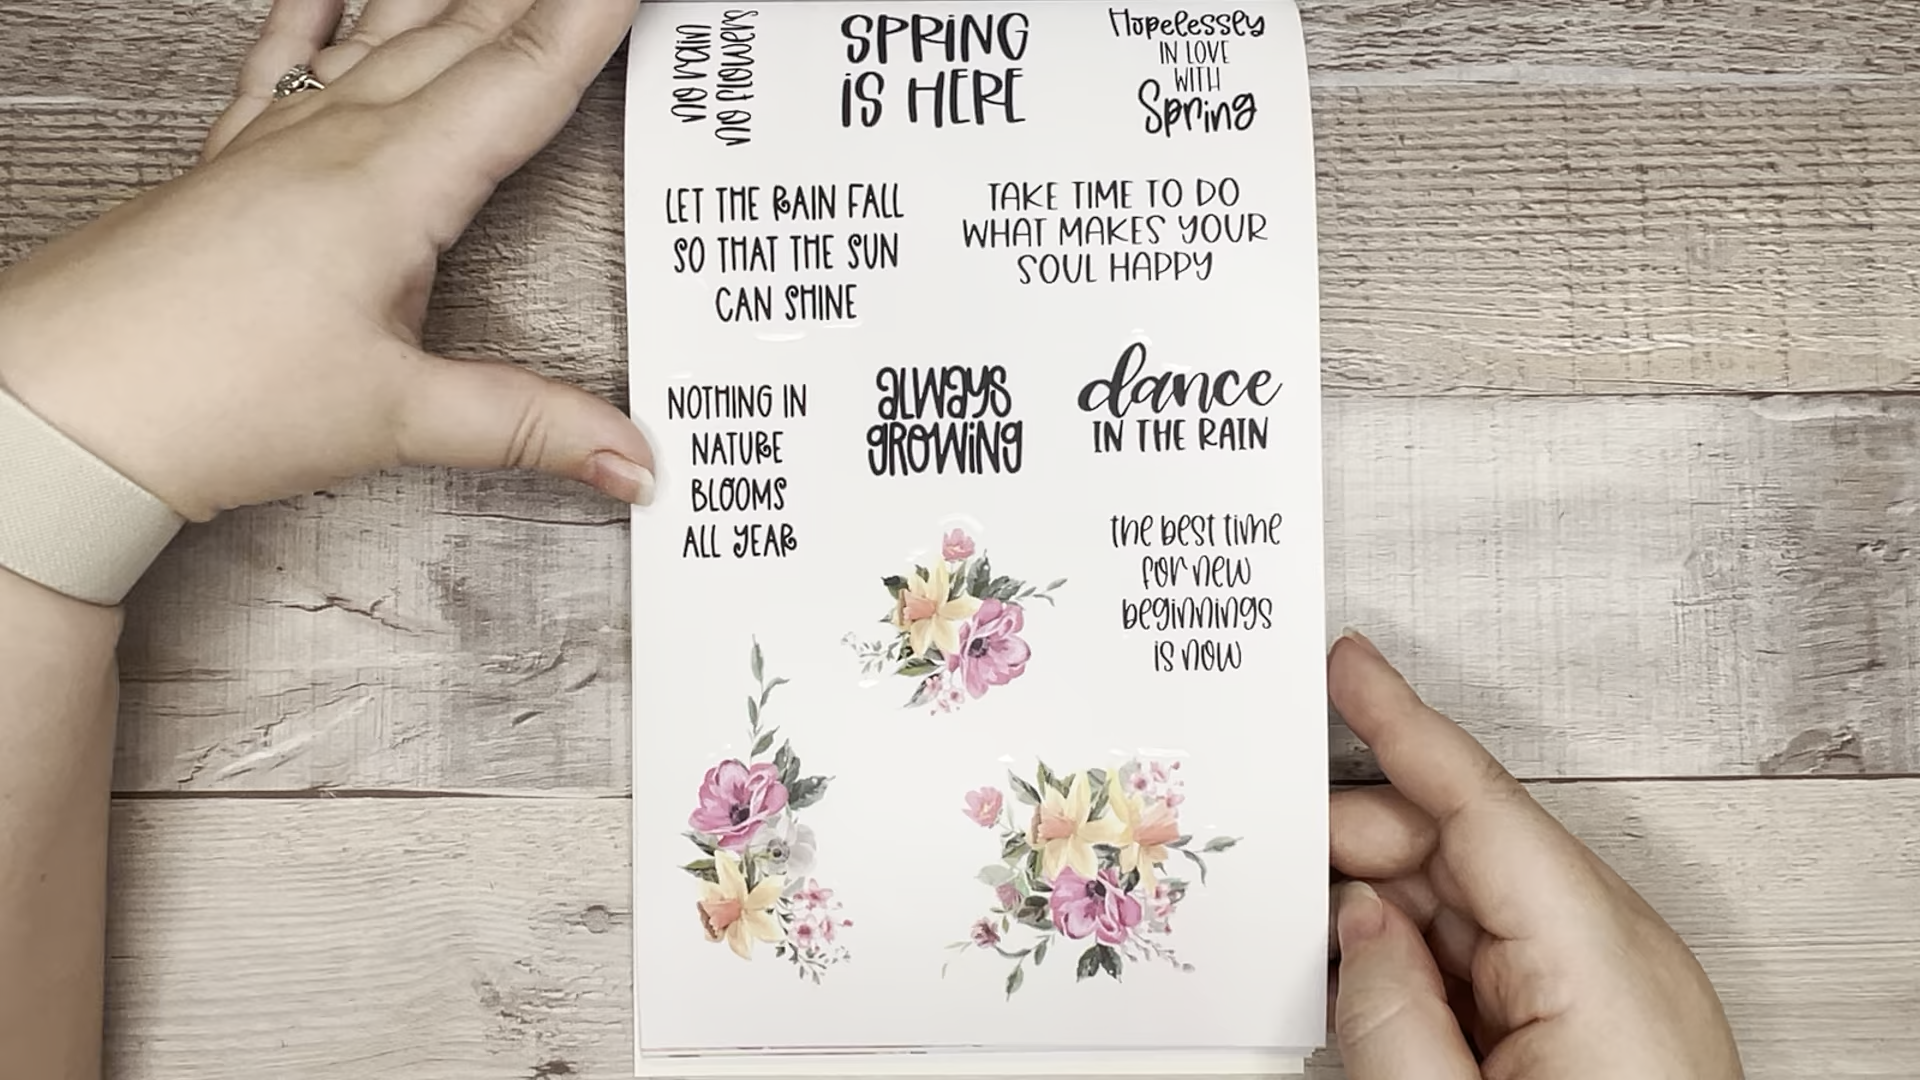 no rain
no flowers
SPRING
IS HERE
Hopelessly
IN LOVE
WITH
Spring
LET THE RAIN FALL
SO THAT THE SUN
CAN SHINE
TAKE TIME TO DO
WHAT MAKES YOUR
SOUL HAPPY
NOTHING IN
NATURE
BLOOMS
ALL YEAR
always
growing
dance
IN THE RAIN
the best time
for new
beginnings
is now